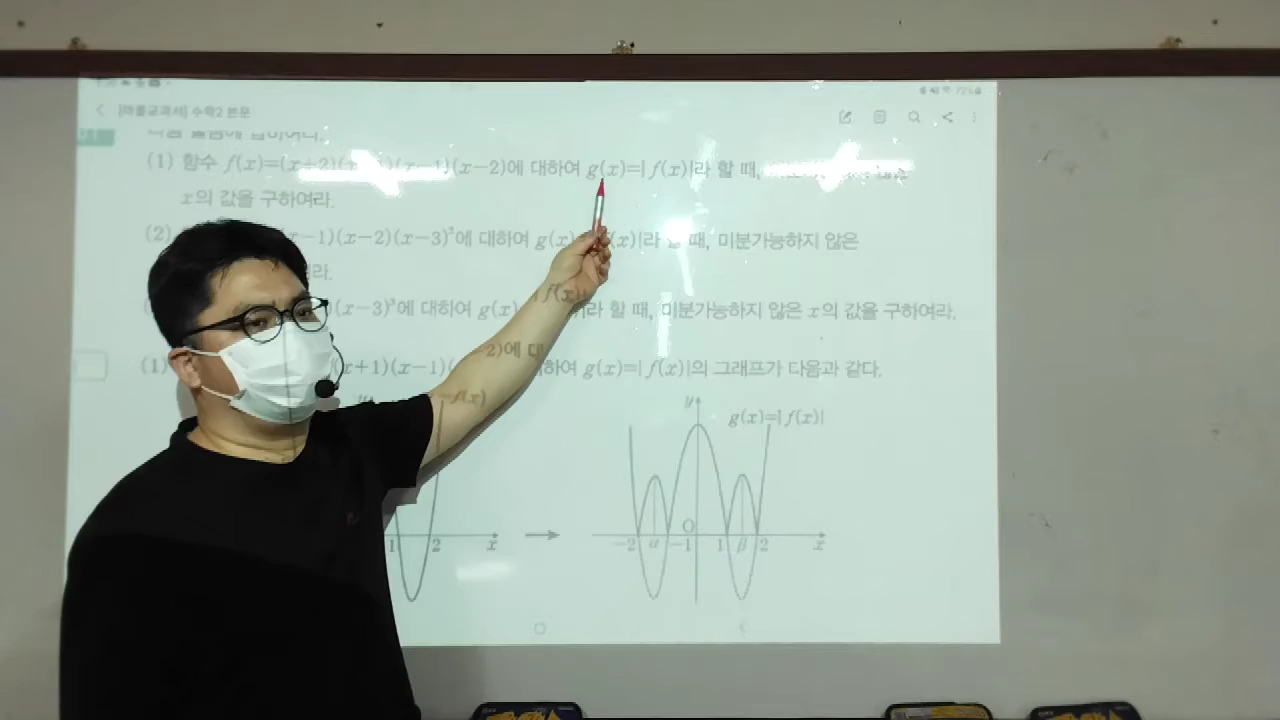 [마플교과서] 수학2 본문
72%
(1) 함수 f(x)=(x+2)(x (x-1)(x-2)에 대하여 g(x)=| f(x)|라 할 때,
x의 값을 구하여라.
(2) x-1)(x-2)(x-3)²에 대하여 g(x) f(x)|라 할 때, 미분가능하지 않은
라.
(x-3)³에 대하여 g(x) | f(x)|라 할 때, 미분가능하지 않은 x의 값을 구하여라.
(1) (x+1)(x-1)( -2)에 대하여 g(x)=| f(x)|의 그래프가 다음과 같다.
y
=f(x)
1 2 x
y
g(x)=| f(x)|
O
-2 α -1 1 β 2 x